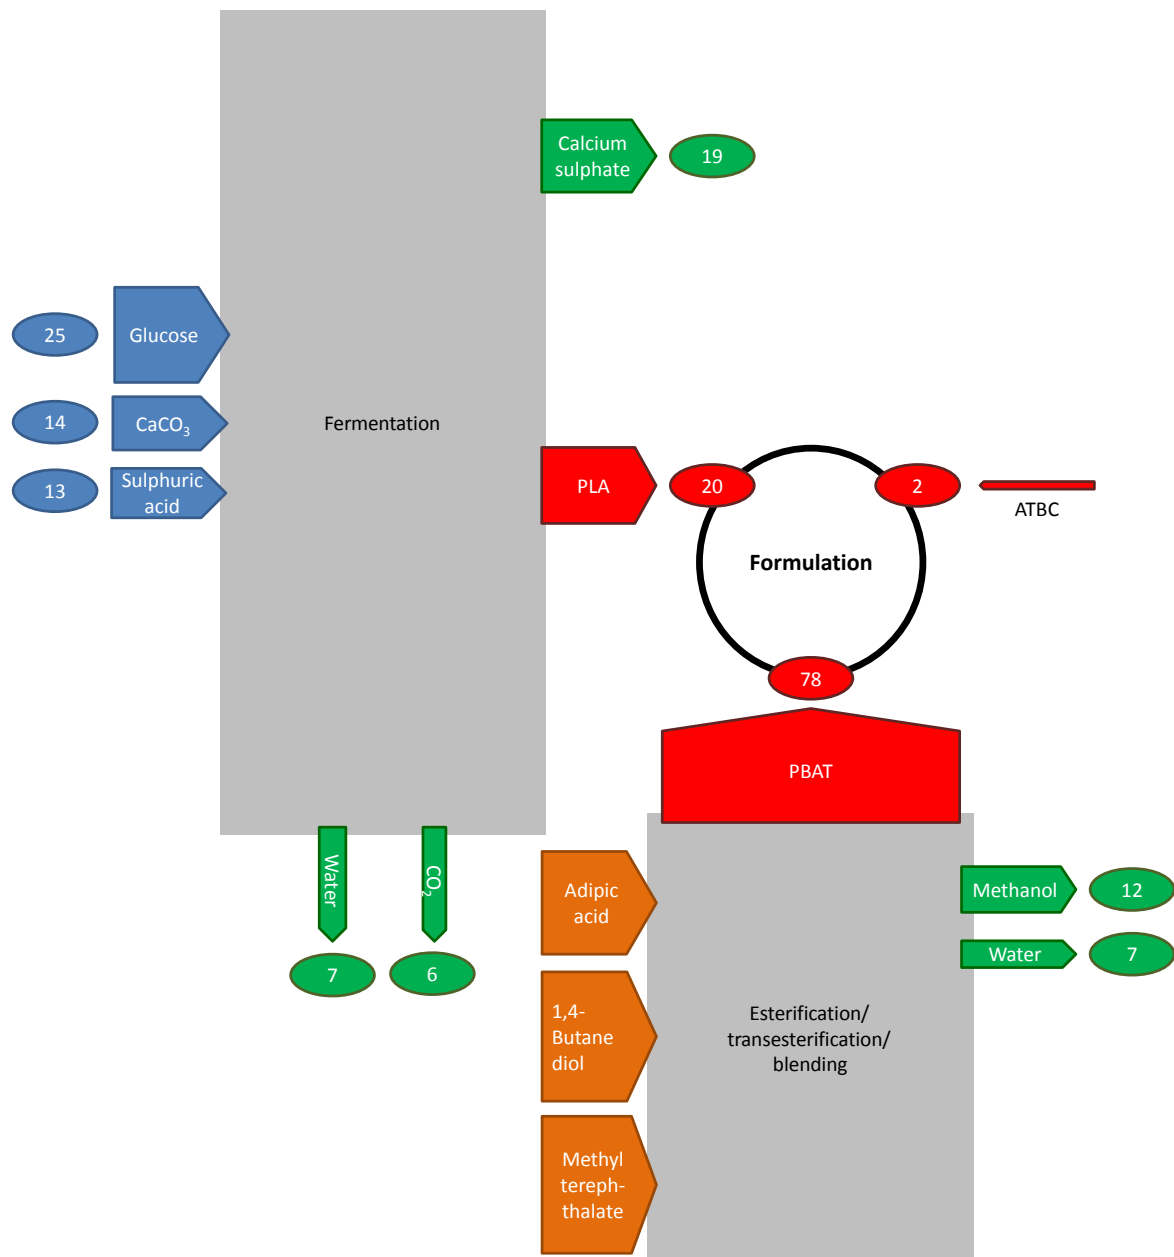 Calcium
sulphate
19
25
Glucose
14
CaCO₃
13
Sulphuric
acid
Fermentation
PLA
20
2
ATBC
Formulation
78
PBAT
Water
CO₂
7
6
Adipic
acid
1,4-
Butane
diol
Methyl
tereph-
thalate
Esterification/
transesterification/
blending
Methanol
12
Water
7